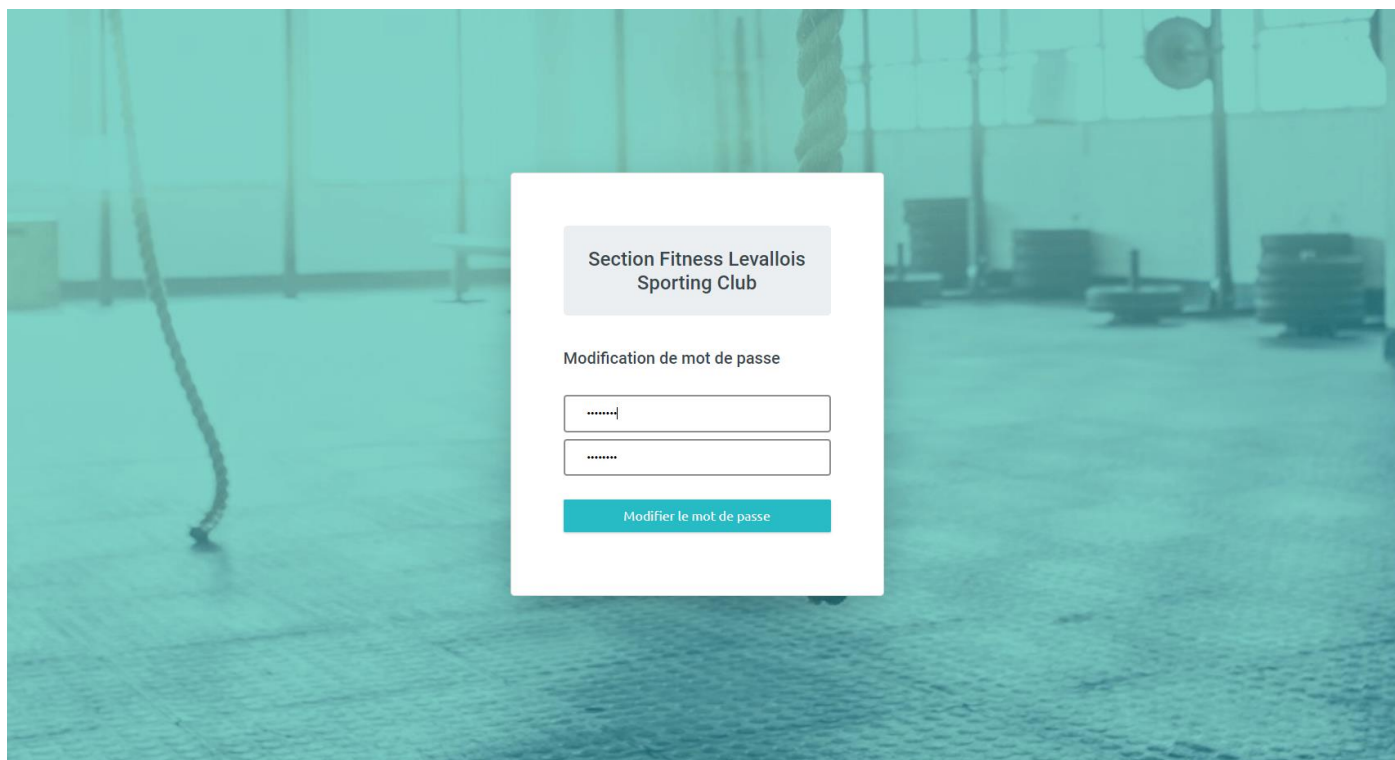 Section Fitness Levallois
Sporting Club
Modification de mot de passe
••••••••
••••••••
Modifier le mot de passe